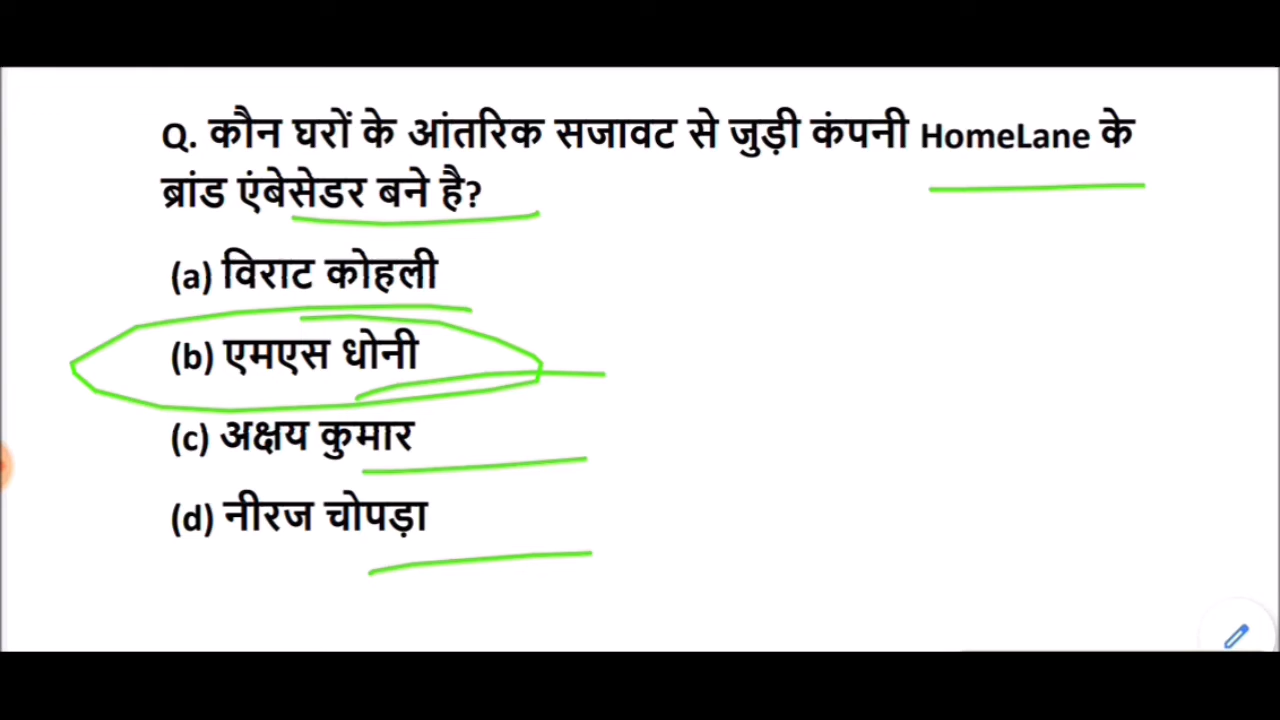 Q. कौन घरों के आंतरिक सजावट से जुड़ी कंपनी HomeLane के
ब्रांड एंबेसेडर बने है?
(a) विराट कोहली
(b) एमएस धोनी
(c) अक्षय कुमार
(d) नीरज चोपड़ा